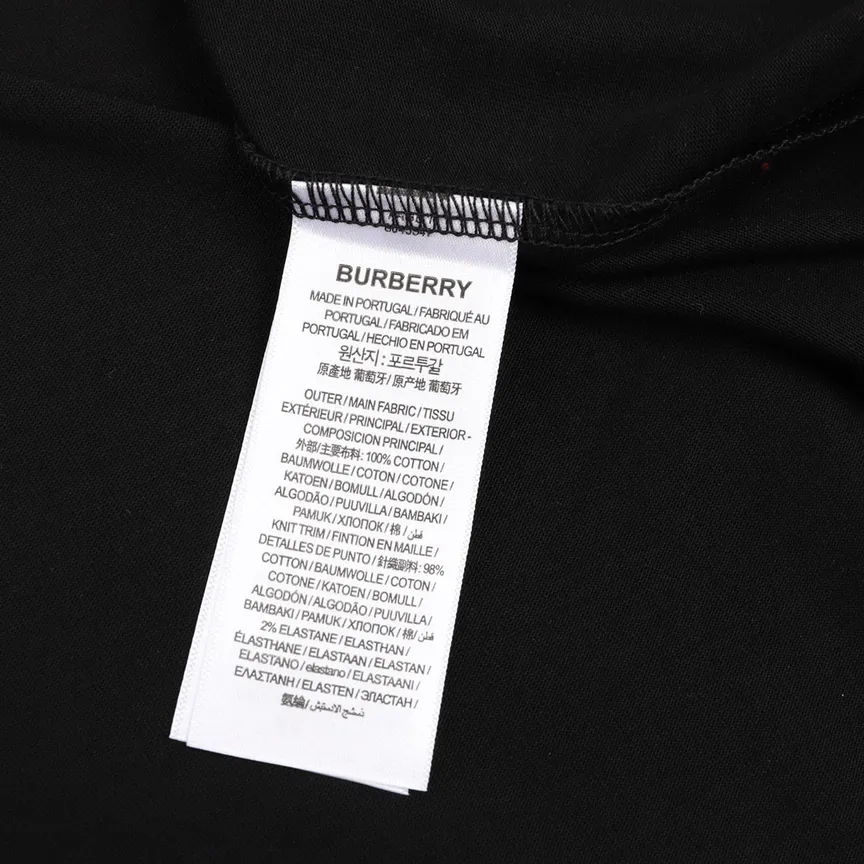 BURBERRY
MADE IN PORTUGAL / FABRIQUÉ AU
PORTUGAL / FABRICADO EM
PORTUGAL / HECHO EN PORTUGAL
원산지 : 포르투갈
原產地 葡萄牙 / 原产地 葡萄牙
OUTER / MAIN FABRIC / TISSU
EXTÉRIEUR / PRINCIPAL / EXTERIOR -
COMPOSICION PRINCIPAL /
外部/主要布料: 100% COTTON /
BAUMWOLLE / COTON / COTONE /
KATOEN / BOMULL / ALGODÓN /
ALGODÃO / PUUVILLA / BAMBAKI /
PAMUK / ХЛОПОК / 棉 / قطن
KNIT TRIM / FINTION EN MAILLE /
DETALLES DE PUNTO / 針織副料: 98%
COTTON / BAUMWOLLE / COTON /
COTONE / KATOEN / BOMULL /
ALGODÓN / ALGODÃO / PUUVILLA /
BAMBAKI / PAMUK / ХЛОПОК / 棉/ قطن
2% ELASTANE / ELASTHAN /
ÉLASTHANE / ELASTAAN / ELASTAN /
ELASTANO / elastano / ELASTAANI /
ΕΛΑΣΤΑΝΗ / ELASTEN / ЭЛАСТАН /
氨綸/